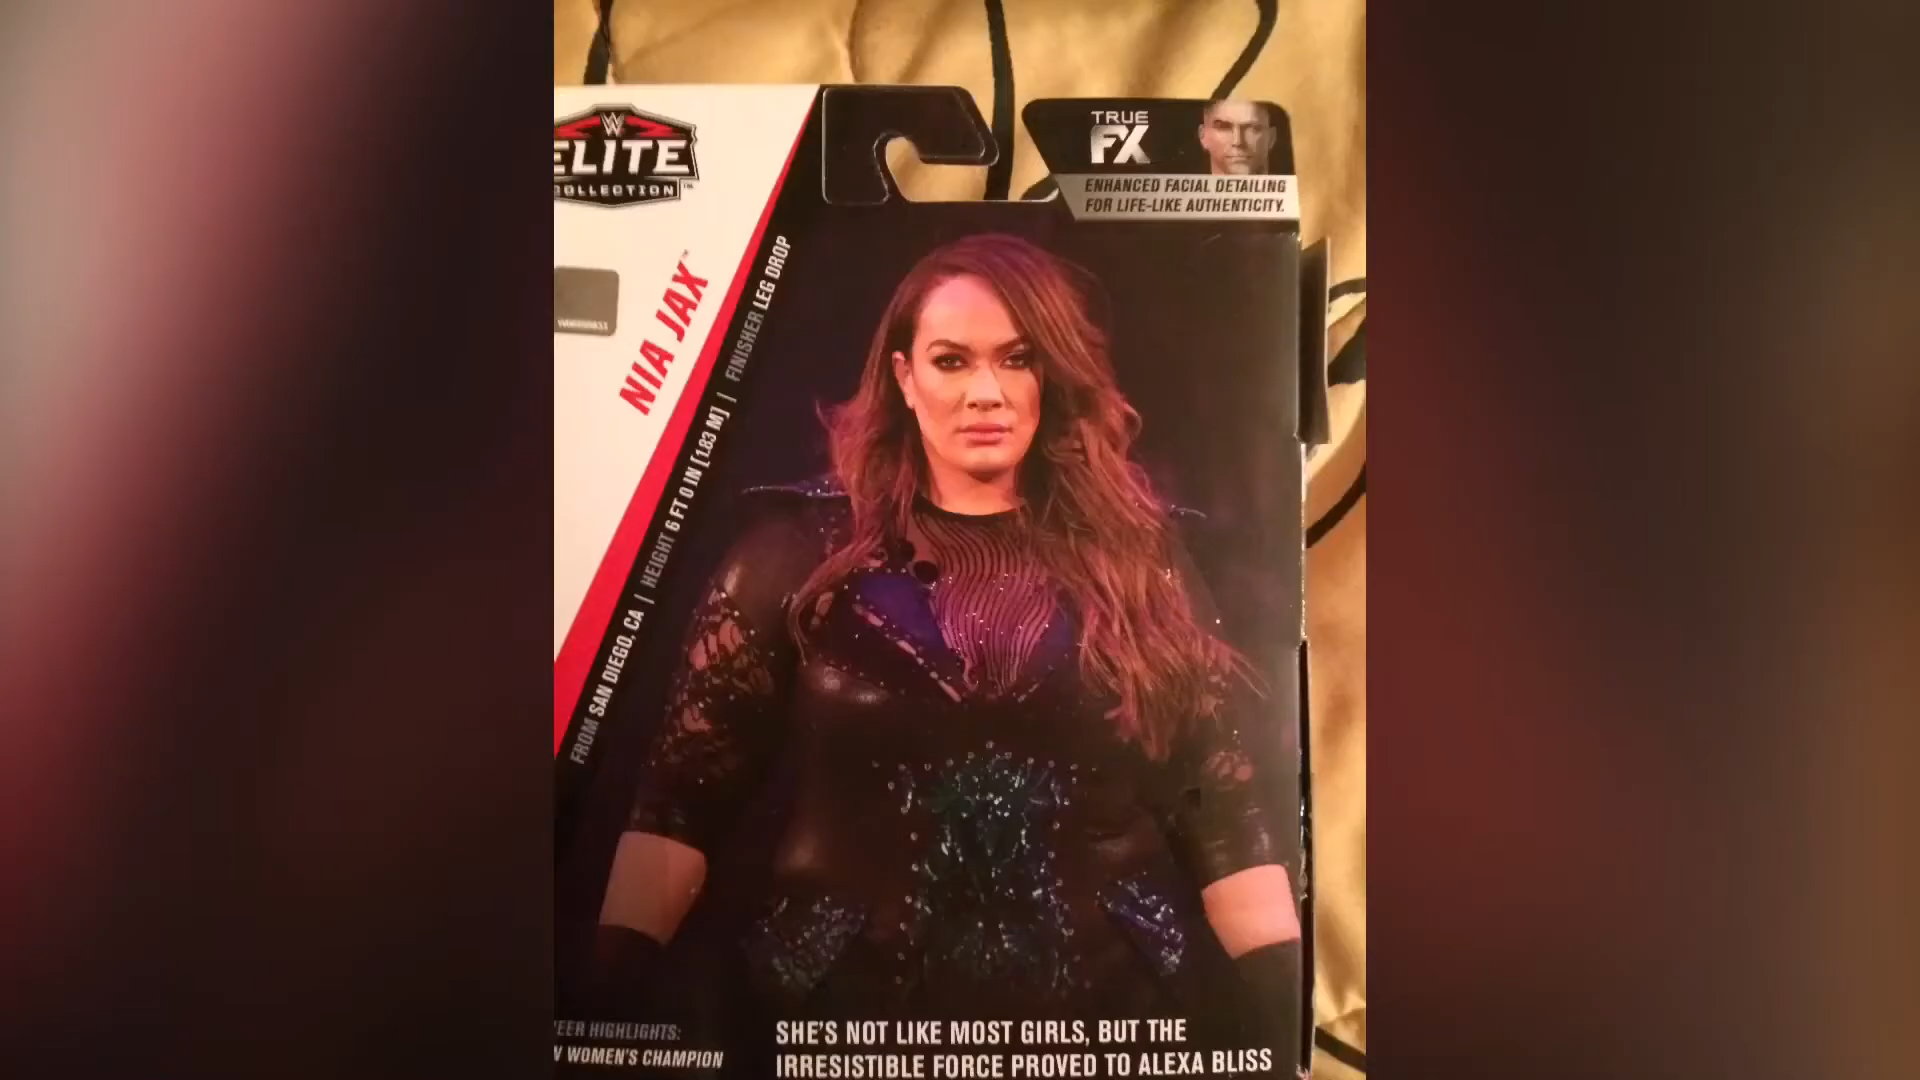 W
ELITE
COLLECTION
TRUE
FX
ENHANCED FACIAL DETAILING
FOR LIFE-LIKE AUTHENTICITY.
NIA JAX™
FROM SAN DIEGO, CA | HEIGHT 6 FT 0 IN [1.83 M] | FINISHER LEG DROP
HIGHLIGHTS:
WOMEN'S CHAMPION
SHE'S NOT LIKE MOST GIRLS, BUT THE
IRRESISTIBLE FORCE PROVED TO ALEXA BLISS